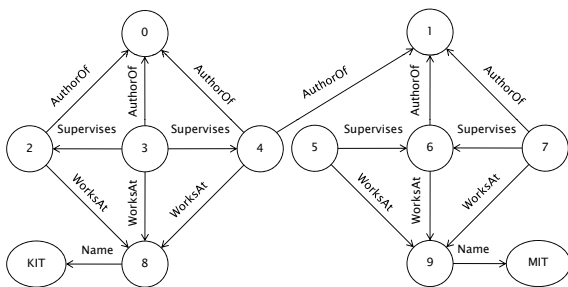 0
1
AuthorOf
AuthorOf
AuthorOf
AuthorOf
AuthorOf
AuthorOf
2
Supervises
3
Supervises
4
5
Supervises
6
Supervises
7
WorksAt
WorksAt
WorksAt
WorksAt
WorksAt
WorksAt
KIT
Name
8
9
Name
MIT